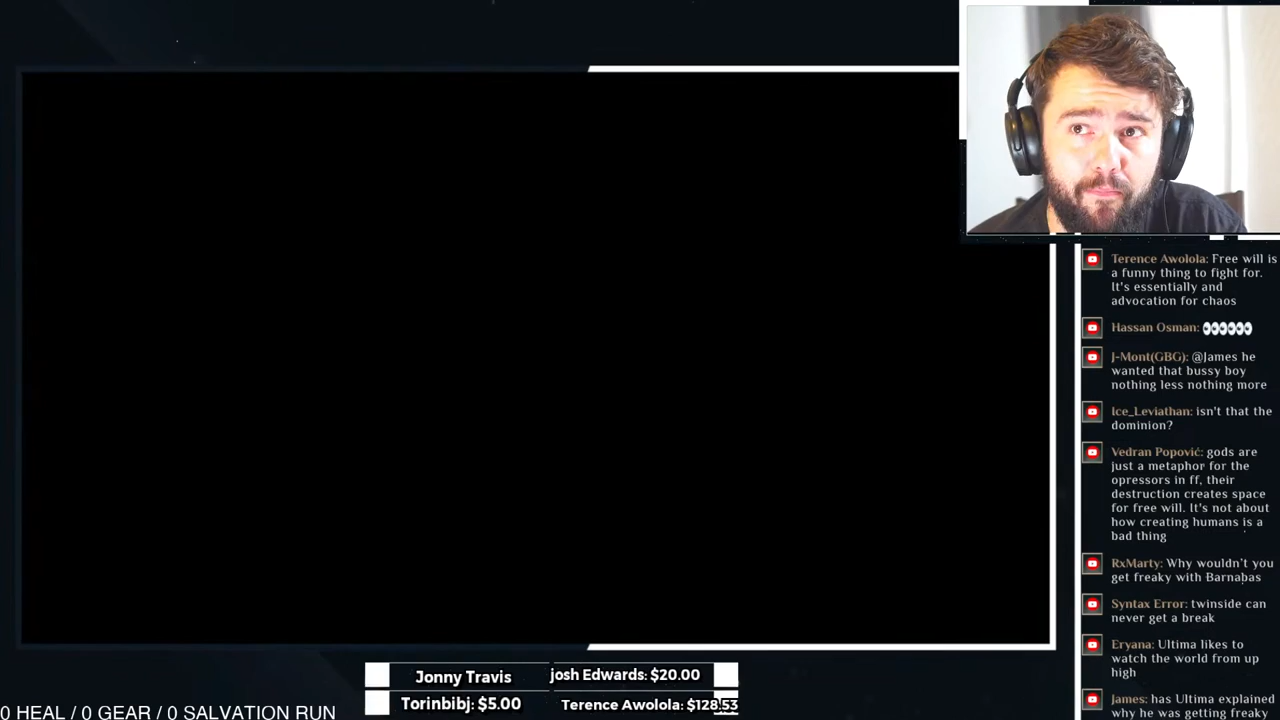 Terence Awolola: Free will is
a funny thing to fight for.
It's essentially and
advocation for chaos
Hassan Osman: 👀👀👀👀👀👀
J-Mont(GBG): @James he
wanted that bussy boy
nothing less nothing more
Ice_Leviathan: isn't that the
dominion?
Vedran Popović: gods are
just a metaphor for the
opressors in ff, their
destruction creates space
for free will. It's not about
how creating humans is a
bad thing
RxMarty: Why wouldn't you
get freaky with Barnabas
Syntax Error: twinside can
never get a break
Eryana: Ultima likes to
watch the world from up
high
James: has Ultima explained
why he was getting freaky
Jonny Travis
josh Edwards: $20.00
Torinhibj: $5.00
Terence Awolola: $128.53
0 HEAL / 0 GEAR / 0 SALVATION RUN